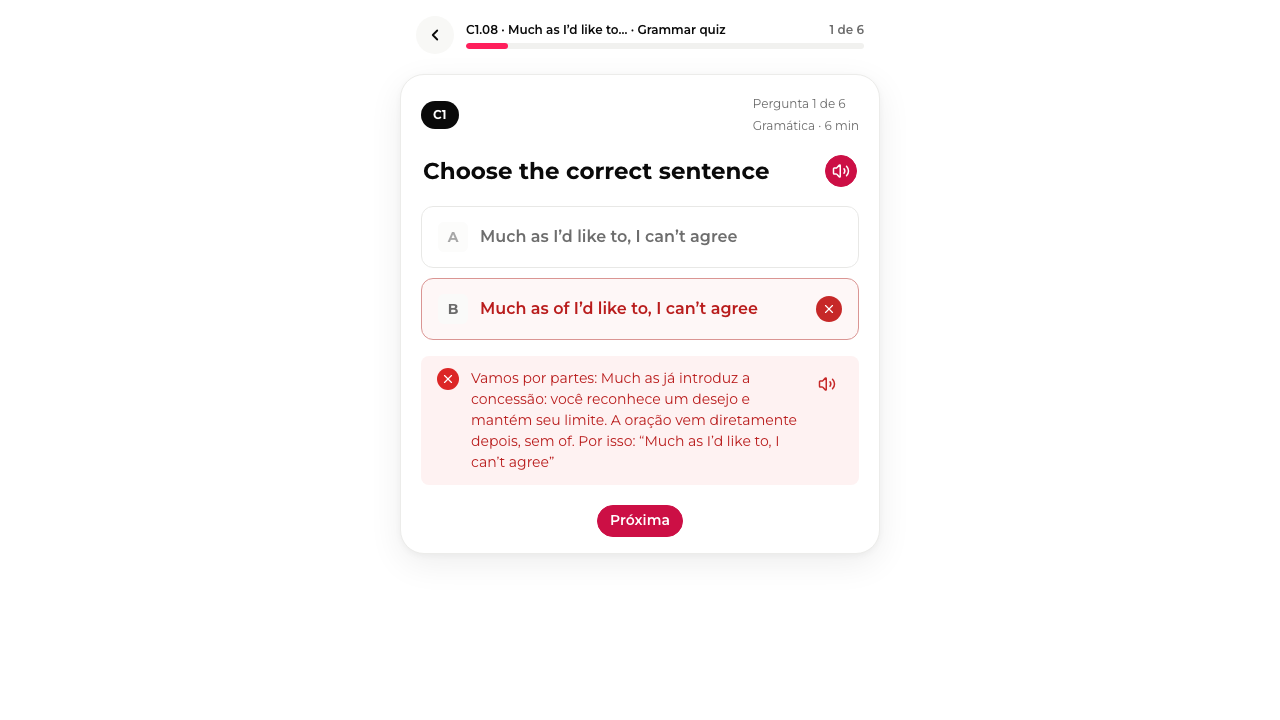 C1.08 · Much as I’d like to… · Grammar quiz
1 de 6
C1
Pergunta 1 de 6
Gramática · 6 min
Choose the correct sentence
A
Much as I’d like to, I can’t agree
B
Much as of I’d like to, I can’t agree
Vamos por partes: Much as já introduz a
concessão: você reconhece um desejo e
mantém seu limite. A oração vem diretamente
depois, sem of. Por isso: “Much as I’d like to, I
can’t agree”
Próxima